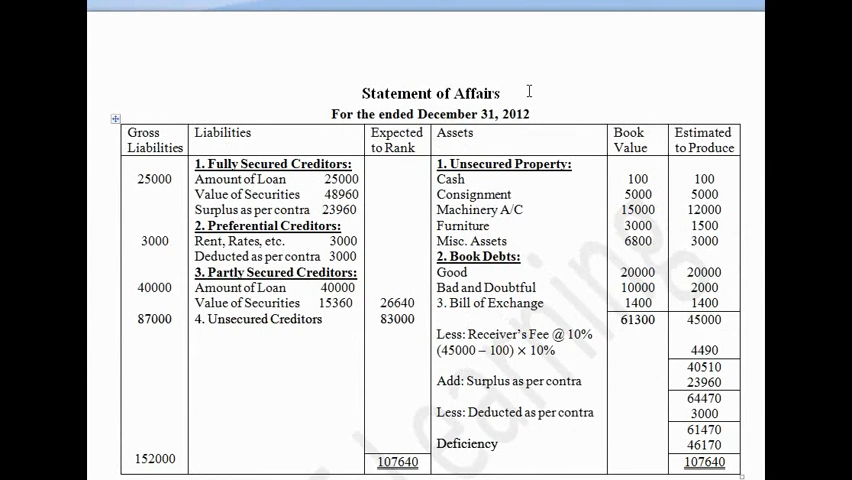 Statement of Affairs
For the ended December 31, 2012
Gross Liabilities Liabilities Expected to Rank Assets Book Value Estimated to Produce
1. Fully Secured Creditors: 1. Unsecured Property:
25000 Amount of Loan 25000 Cash 100 100
Value of Securities 48960 Consignment 5000 5000
Surplus as per contra 23960 Machinery A/C 15000 12000
2. Preferential Creditors: Furniture 3000 1500
3000 Rent, Rates, etc. 3000 Misc. Assets 6800 3000
Deducted as per contra 3000 2. Book Debts:
3. Partly Secured Creditors: Good 20000 20000
40000 Amount of Loan 40000 Bad and Doubtful 10000 2000
Value of Securities 15360 26640 3. Bill of Exchange 1400 1400
87000 4. Unsecured Creditors 83000 61300 45000
Less: Receiver's Fee @ 10%
(45000 – 100) × 10% 4490
40510
Add: Surplus as per contra 23960
64470
Less: Deducted as per contra 3000
61470
Deficiency 46170
152000 107640 107640
Learning